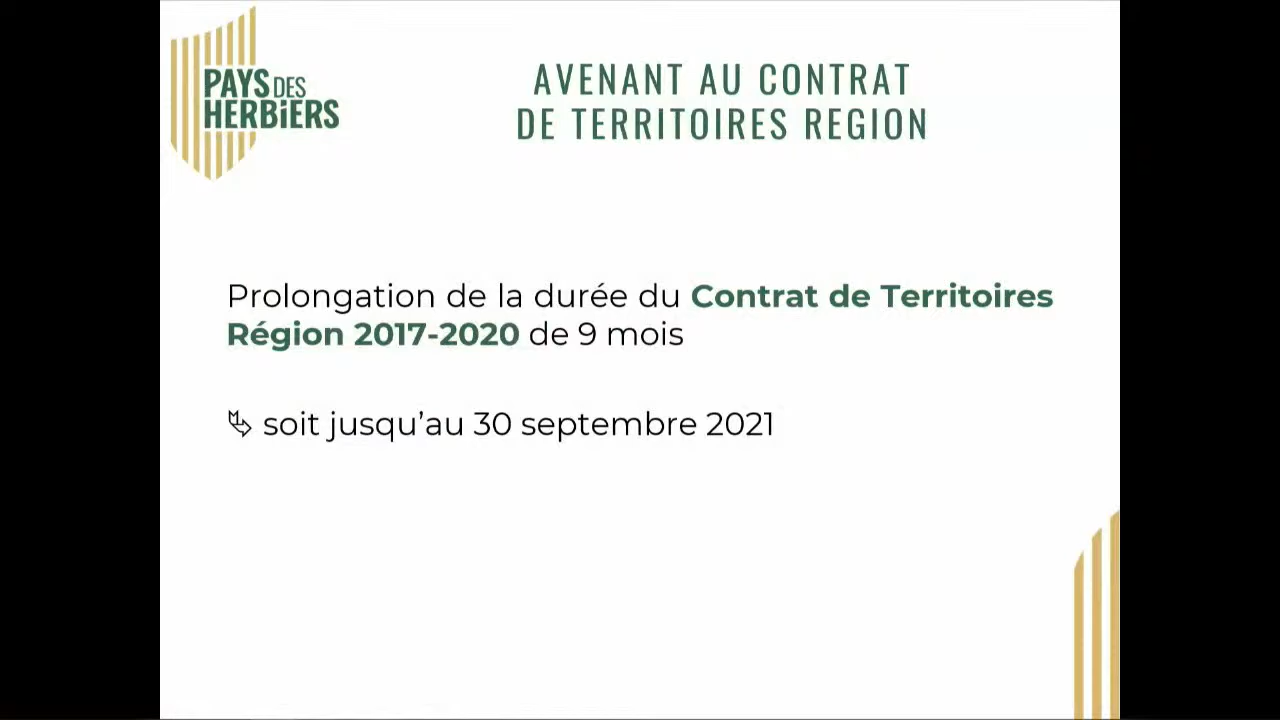 PAYS DES
HERBiERS
AVENANT AU CONTRAT
DE TERRITOIRES REGION
Prolongation de la durée du Contrat de Territoires
Région 2017-2020 de 9 mois
⮱ soit jusqu'au 30 septembre 2021